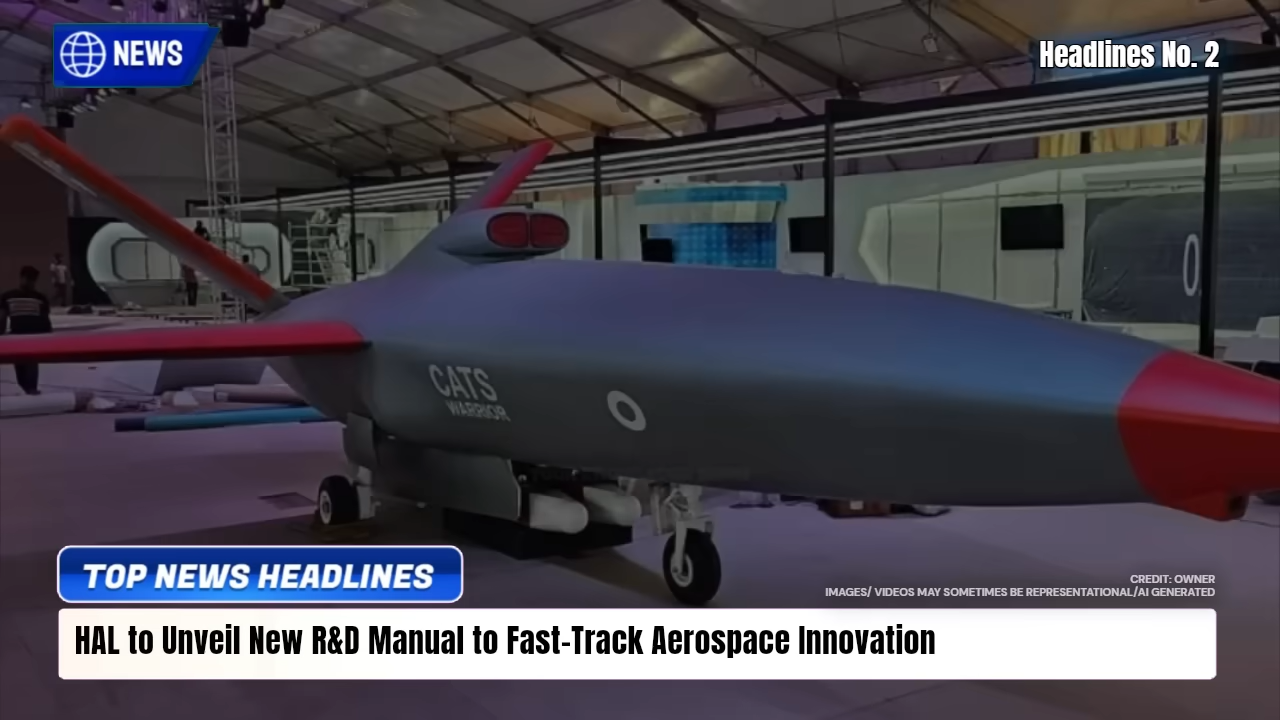 NEWS
Headlines No. 2
CATS
WARRIOR
TOP NEWS HEADLINES
CREDIT: OWNER
IMAGES/ VIDEOS MAY SOMETIMES BE REPRESENTATIONAL/AI GENERATED
HAL to Unveil New R&D Manual to Fast-Track Aerospace Innovation